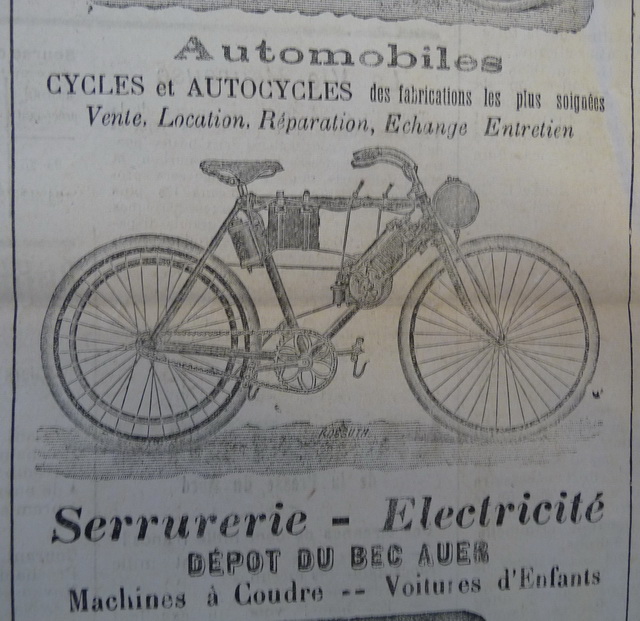 Automobiles
CYCLES et AUTOCYCLES des fabrications les plus soignées
Vente, Location, Réparation, Echange Entretien
Serrurerie - Electricité
DÉPOT DU BEC AUER
Machines à Coudre -- Voitures d'Enfants